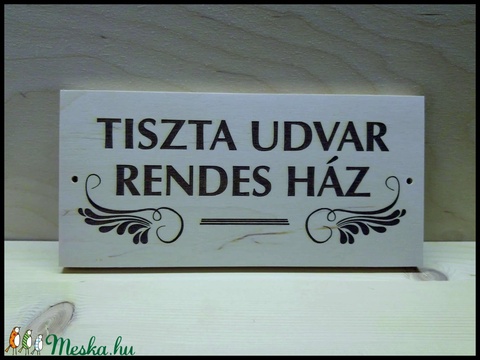 TISZTA UDVAR
RENDES HÁZ
Meska.hu